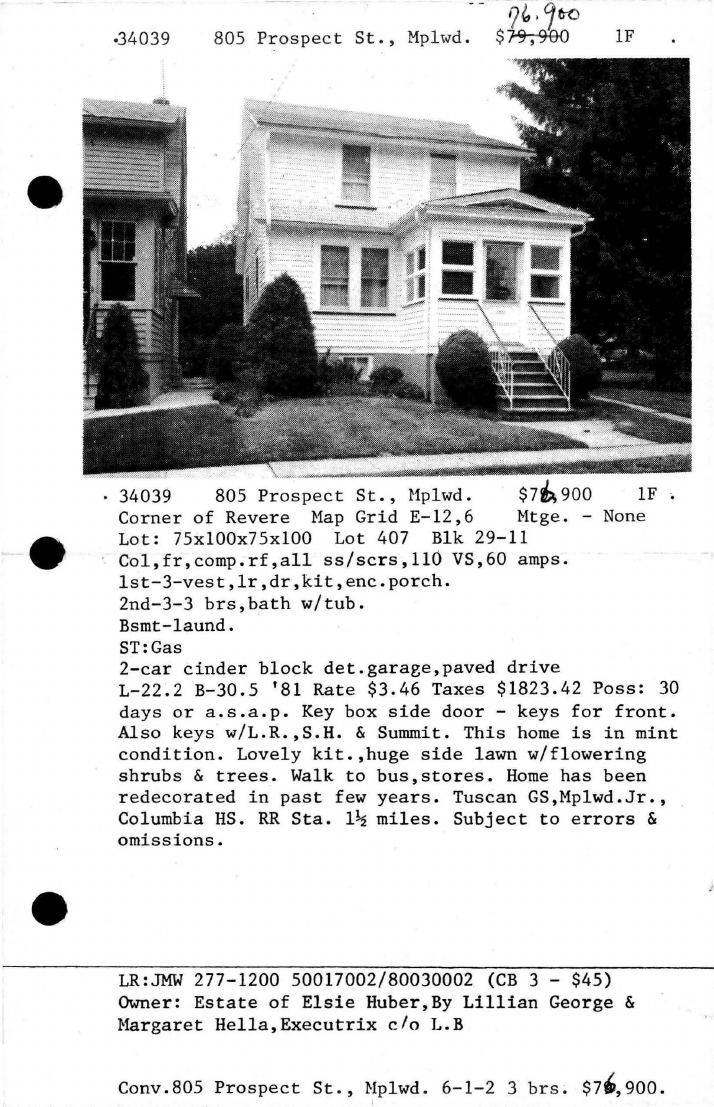 76.900
34039 805 Prospect St., Mplwd. $79,900 1F .
34039 805 Prospect St., Mplwd. $76,900 1F .
Corner of Revere Map Grid E-12,6 Mtge. - None
Lot: 75x100x75x100 Lot 407 Blk 29-11
Col,fr,comp.rf,all ss/scrs,110 VS,60 amps.
1st-3-vest,lr,dr,kit,enc.porch.
2nd-3-3 brs,bath w/tub.
Bsmt-laund.
ST:Gas
2-car cinder block det.garage,paved drive
L-22.2 B-30.5 '81 Rate $3.46 Taxes $1823.42 Poss: 30
days or a.s.a.p. Key box side door - keys for front.
Also keys w/L.R.,S.H. & Summit. This home is in mint
condition. Lovely kit.,huge side lawn w/flowering
shrubs & trees. Walk to bus,stores. Home has been
redecorated in past few years. Tuscan GS,Mplwd.Jr.,
Columbia HS. RR Sta. 1½ miles. Subject to errors &
omissions.
LR:JMW 277-1200 50017002/80030002 (CB 3 - $45)
Owner: Estate of Elsie Huber,By Lillian George &
Margaret Hella,Executrix c/o L.B
Conv.805 Prospect St., Mplwd. 6-1-2 3 brs. $76,900.